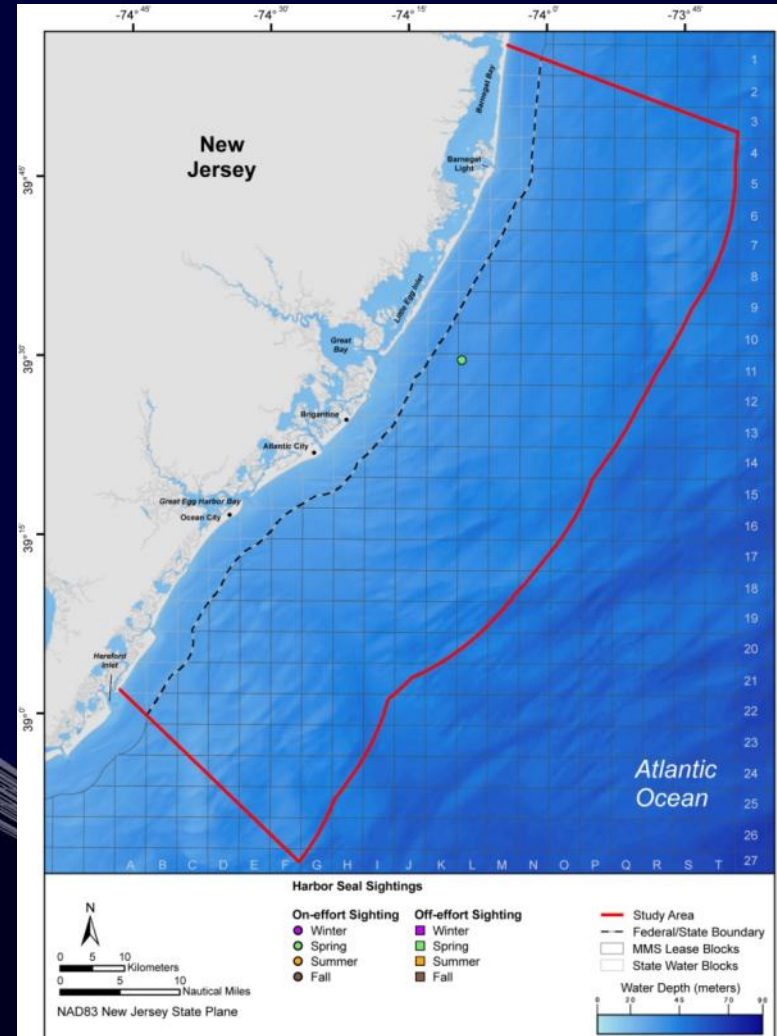 -74°45'
-74°30'
-74°15'
-74°0'
-73°45'
39°45'
39°30'
39°15'
39°0'
New
Jersey
Barnegat Bay
Barnegat
Light
Little Egg Inlet
Great
Bay
Brigantine
Atlantic City
Great Egg Harbor Bay
Ocean City
Hereford
Inlet
Atlantic
Ocean
1
2
3
4
5
6
7
8
9
10
11
12
13
14
15
16
17
18
19
20
21
22
23
24
25
26
27
A B C D E F G H I J K L M N O P Q R S T
Harbor Seal Sightings
N
0 5 10
Kilometers
0 5 10
Nautical Miles
NAD83 New Jersey State Plane
On-effort Sighting
Winter
Spring
Summer
Fall
Off-effort Sighting
Winter
Spring
Summer
Fall
Study Area
Federal/State Boundary
MMS Lease Blocks
State Water Blocks
Water Depth (meters)
0 20 45 70 90